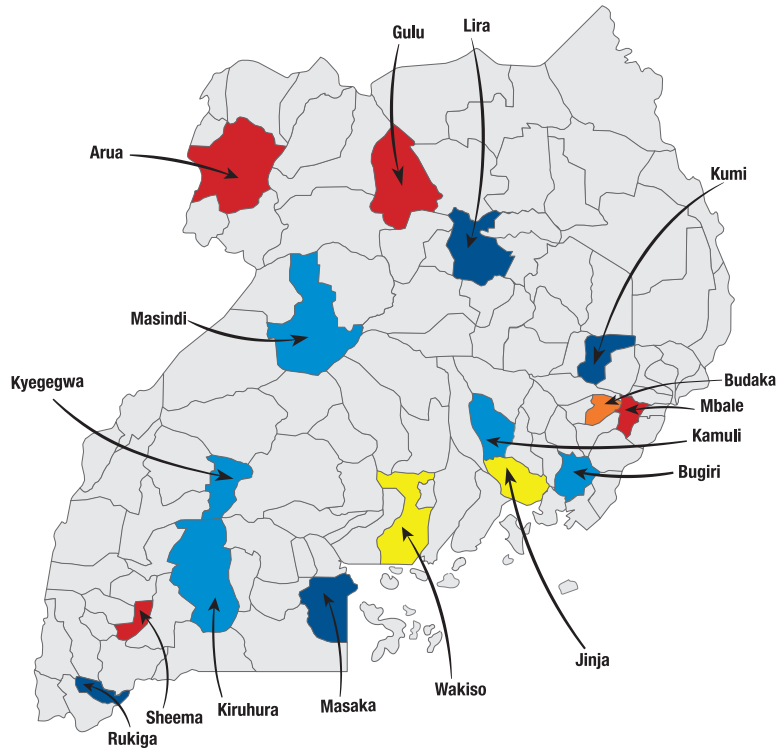 Lira
Gulu
Arua
Kumi
Masindi
Kyegegwa
Budaka
Mbale
Kamuli
Bugiri
Jinja
Wakiso
Masaka
Kiruhura
Sheema
Rukiga